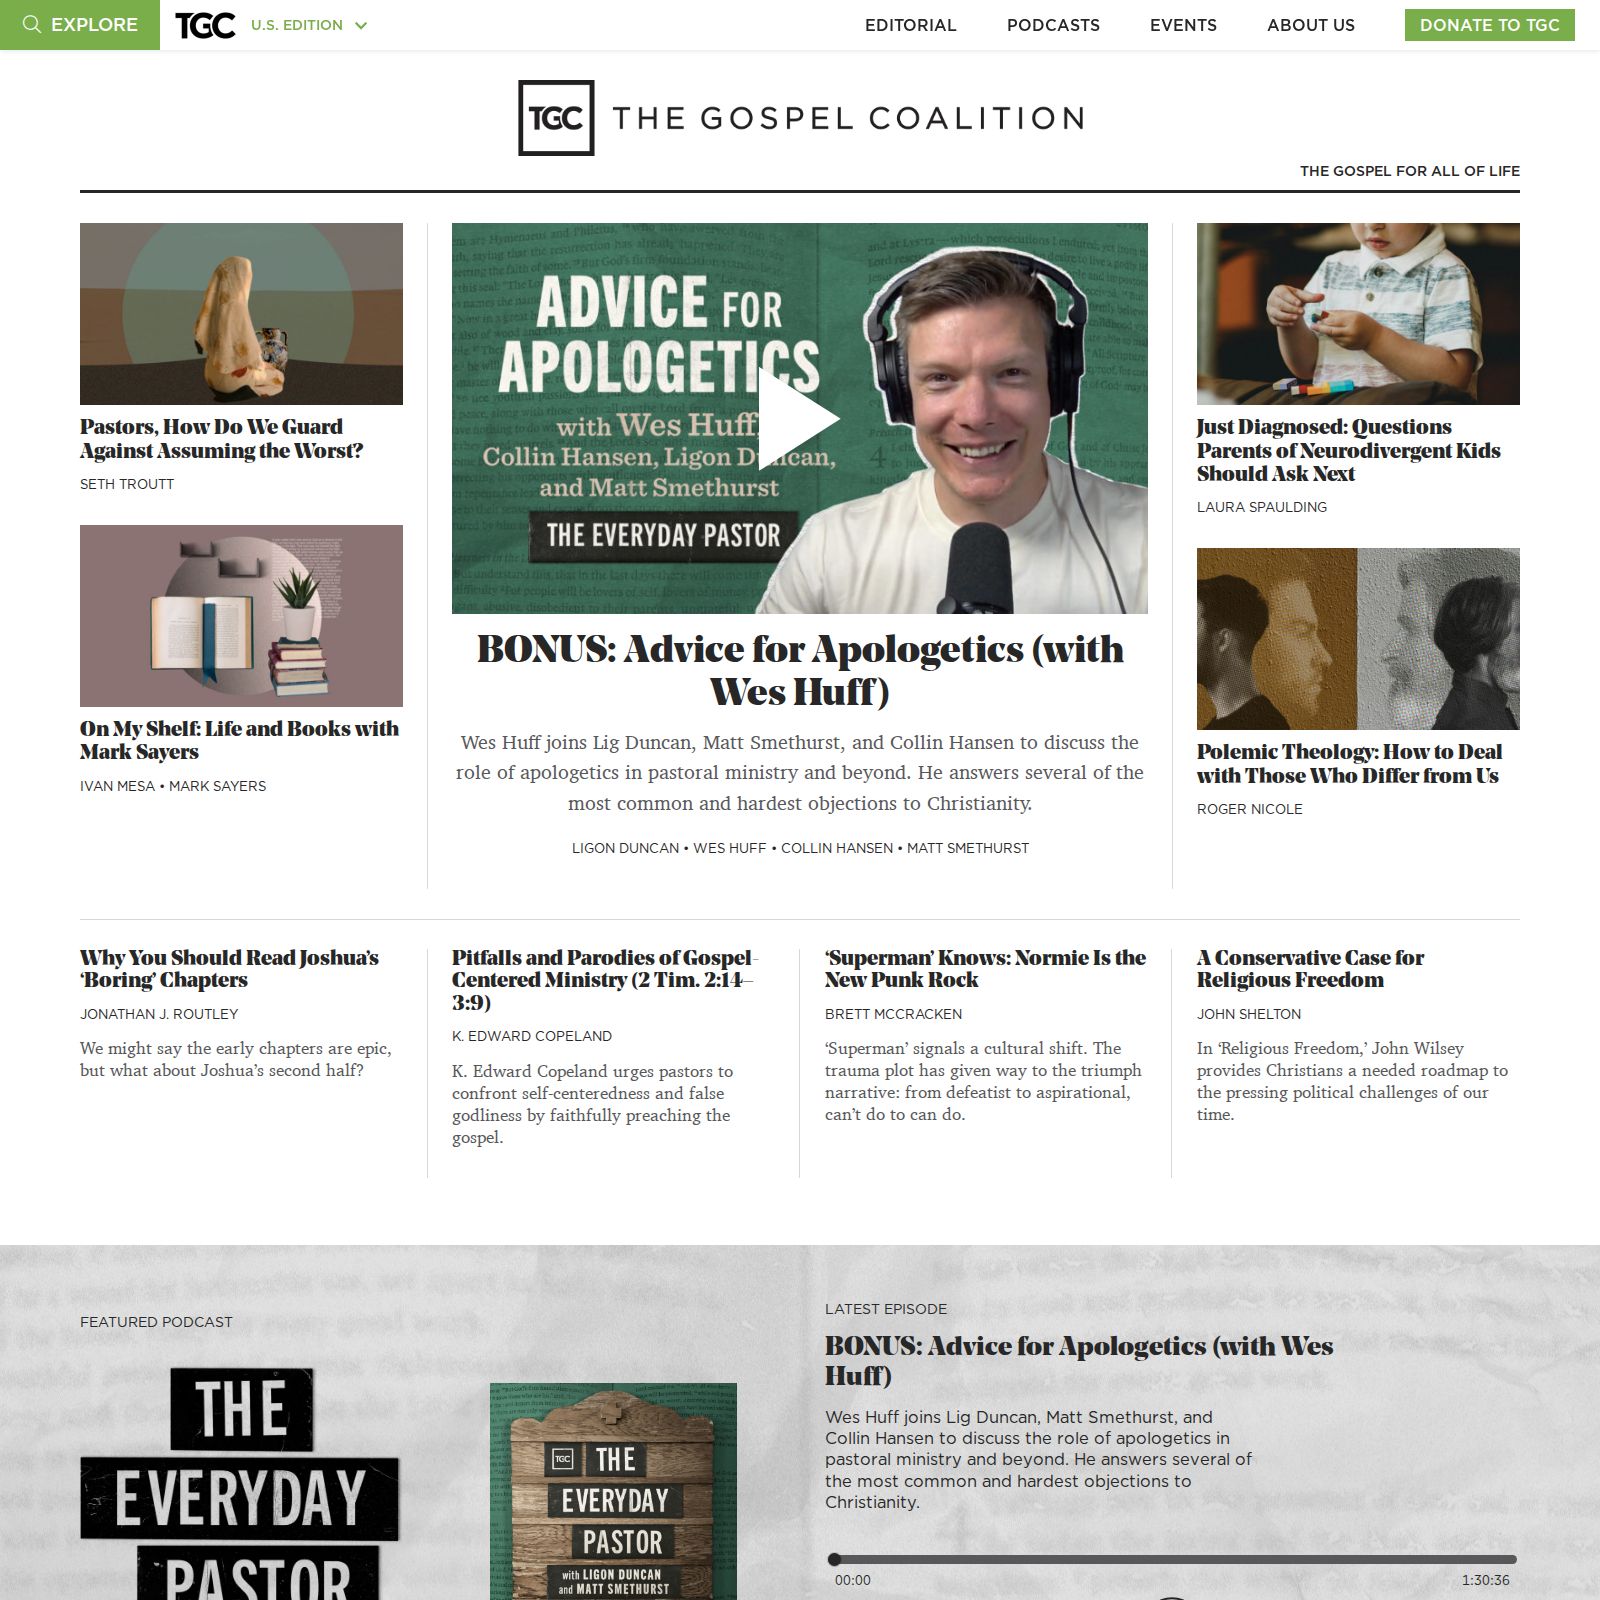 EXPLORE
TGC
U.S. EDITION
EDITORIAL
PODCASTS
EVENTS
ABOUT US
DONATE TO TGC
TGC
THE GOSPEL COALITION
THE GOSPEL FOR ALL OF LIFE
Pastors, How Do We Guard
Against Assuming the Worst?
SETH TROUTT
On My Shelf: Life and Books with
Mark Sayers
IVAN MESA • MARK SAYERS
ADVICE FOR
APOLOGETICS
with Wes Huff,
Collin Hansen, Ligon Duncan,
and Matt Smethurst
THE EVERYDAY PASTOR
BONUS: Advice for Apologetics (with
Wes Huff)
Wes Huff joins Lig Duncan, Matt Smethurst, and Collin Hansen to discuss the
role of apologetics in pastoral ministry and beyond. He answers several of the
most common and hardest objections to Christianity.
LIGON DUNCAN • WES HUFF • COLLIN HANSEN • MATT SMETHURST
Just Diagnosed: Questions
Parents of Neurodivergent Kids
Should Ask Next
LAURA SPAULDING
Polemic Theology: How to Deal
with Those Who Differ from Us
ROGER NICOLE
Why You Should Read Joshua's
'Boring' Chapters
JONATHAN J. ROUTLEY
We might say the early chapters are epic,
but what about Joshua's second half?
Pitfalls and Parodies of Gospel-
Centered Ministry (2 Tim. 2:14–
3:9)
K. EDWARD COPELAND
K. Edward Copeland urges pastors to
confront self-centeredness and false
godliness by faithfully preaching the
gospel.
'Superman' Knows: Normie Is the
New Punk Rock
BRETT MCCRACKEN
'Superman' signals a cultural shift. The
trauma plot has given way to the triumph
narrative: from defeatist to aspirational,
can't do to can do.
A Conservative Case for
Religious Freedom
JOHN SHELTON
In 'Religious Freedom,' John Wilsey
provides Christians a needed roadmap to
the pressing political challenges of our
time.
FEATURED PODCAST
THE
EVERYDAY
PASTOR
TGC THE
EVERYDAY
PASTOR
with LIGON DUNCAN
and MATT SMETHURST
LATEST EPISODE
BONUS: Advice for Apologetics (with Wes
Huff)
Wes Huff joins Lig Duncan, Matt Smethurst, and
Collin Hansen to discuss the role of apologetics in
pastoral ministry and beyond. He answers several of
the most common and hardest objections to
Christianity.
00:00
1:30:36